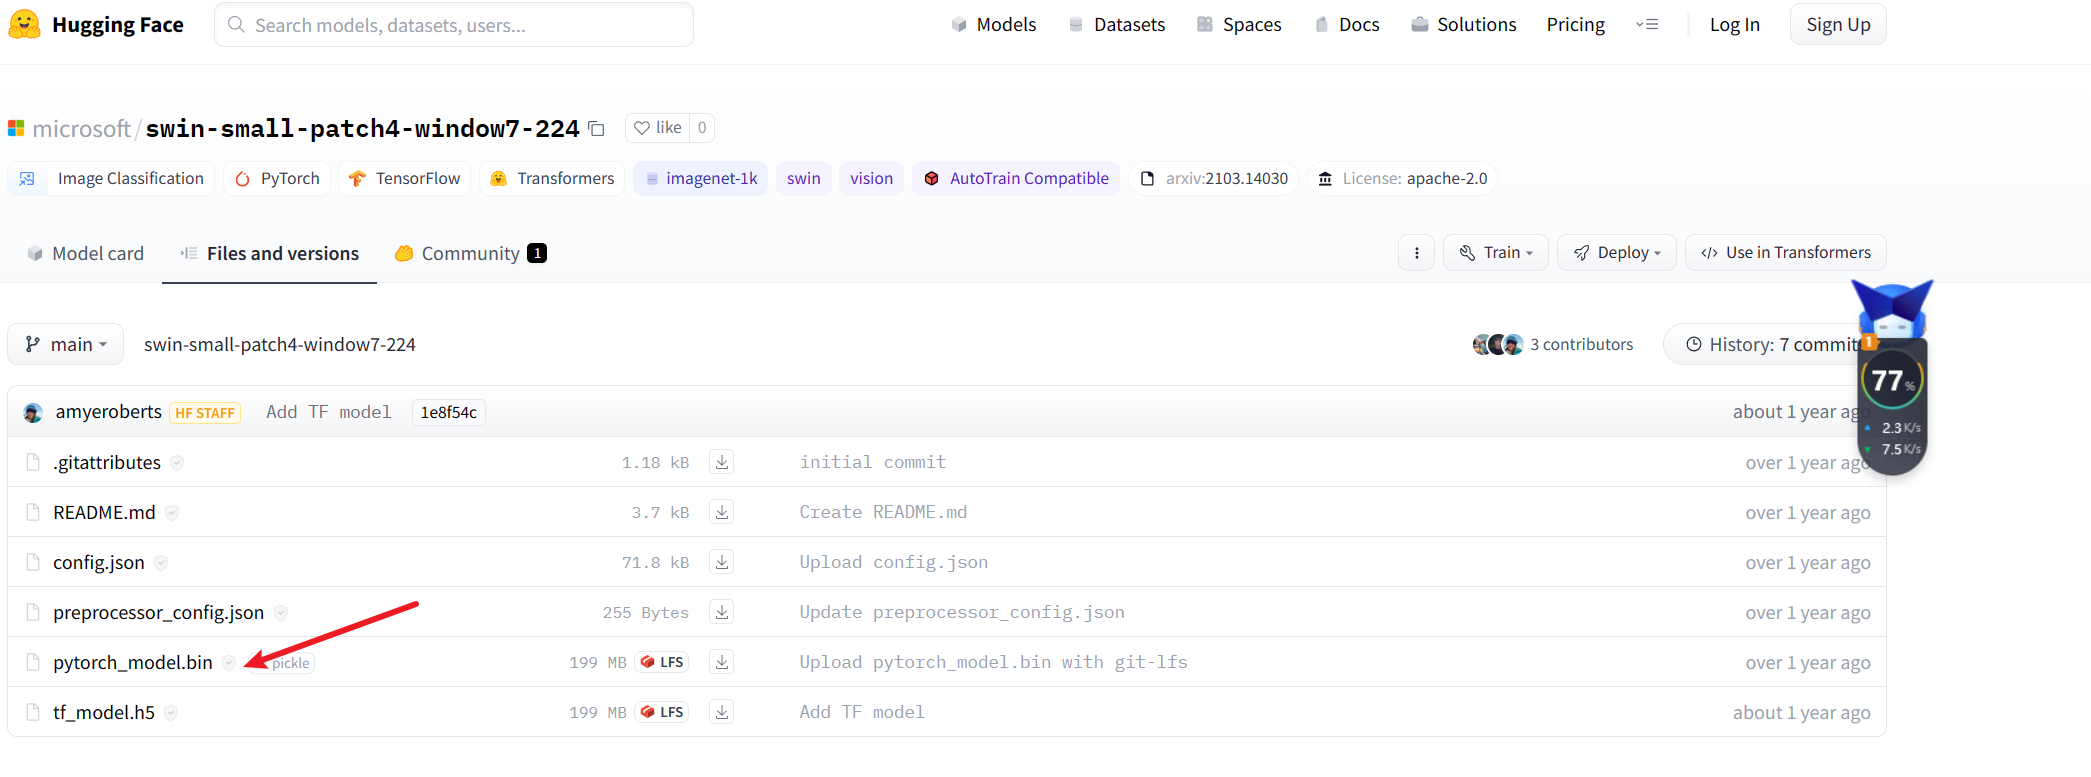 Hugging Face Search models, datasets, users... Models Datasets Spaces Docs Solutions Pricing Log In Sign Up
microsoft/swin-small-patch4-window7-224 like 0
Image Classification PyTorch TensorFlow Transformers imagenet-1k swin vision AutoTrain Compatible arxiv:2103.14030 License: apache-2.0
Model card Files and versions Community 1 Train Deploy Use in Transformers
main swin-small-patch4-window7-224 3 contributors History: 7 commit
1
77%
amyeroberts HF STAFF Add TF model 1e8f54c about 1 year ago
2.3K/s
7.5K/s
.gitattributes 1.18 kB initial commit over 1 year ago
README.md 3.7 kB Create README.md over 1 year ago
config.json 71.8 kB Upload config.json over 1 year ago
preprocessor_config.json 255 Bytes Update preprocessor_config.json over 1 year ago
pytorch_model.bin pickle 199 MB LFS Upload pytorch_model.bin with git-lfs over 1 year ago
tf_model.h5 199 MB LFS Add TF model about 1 year ago